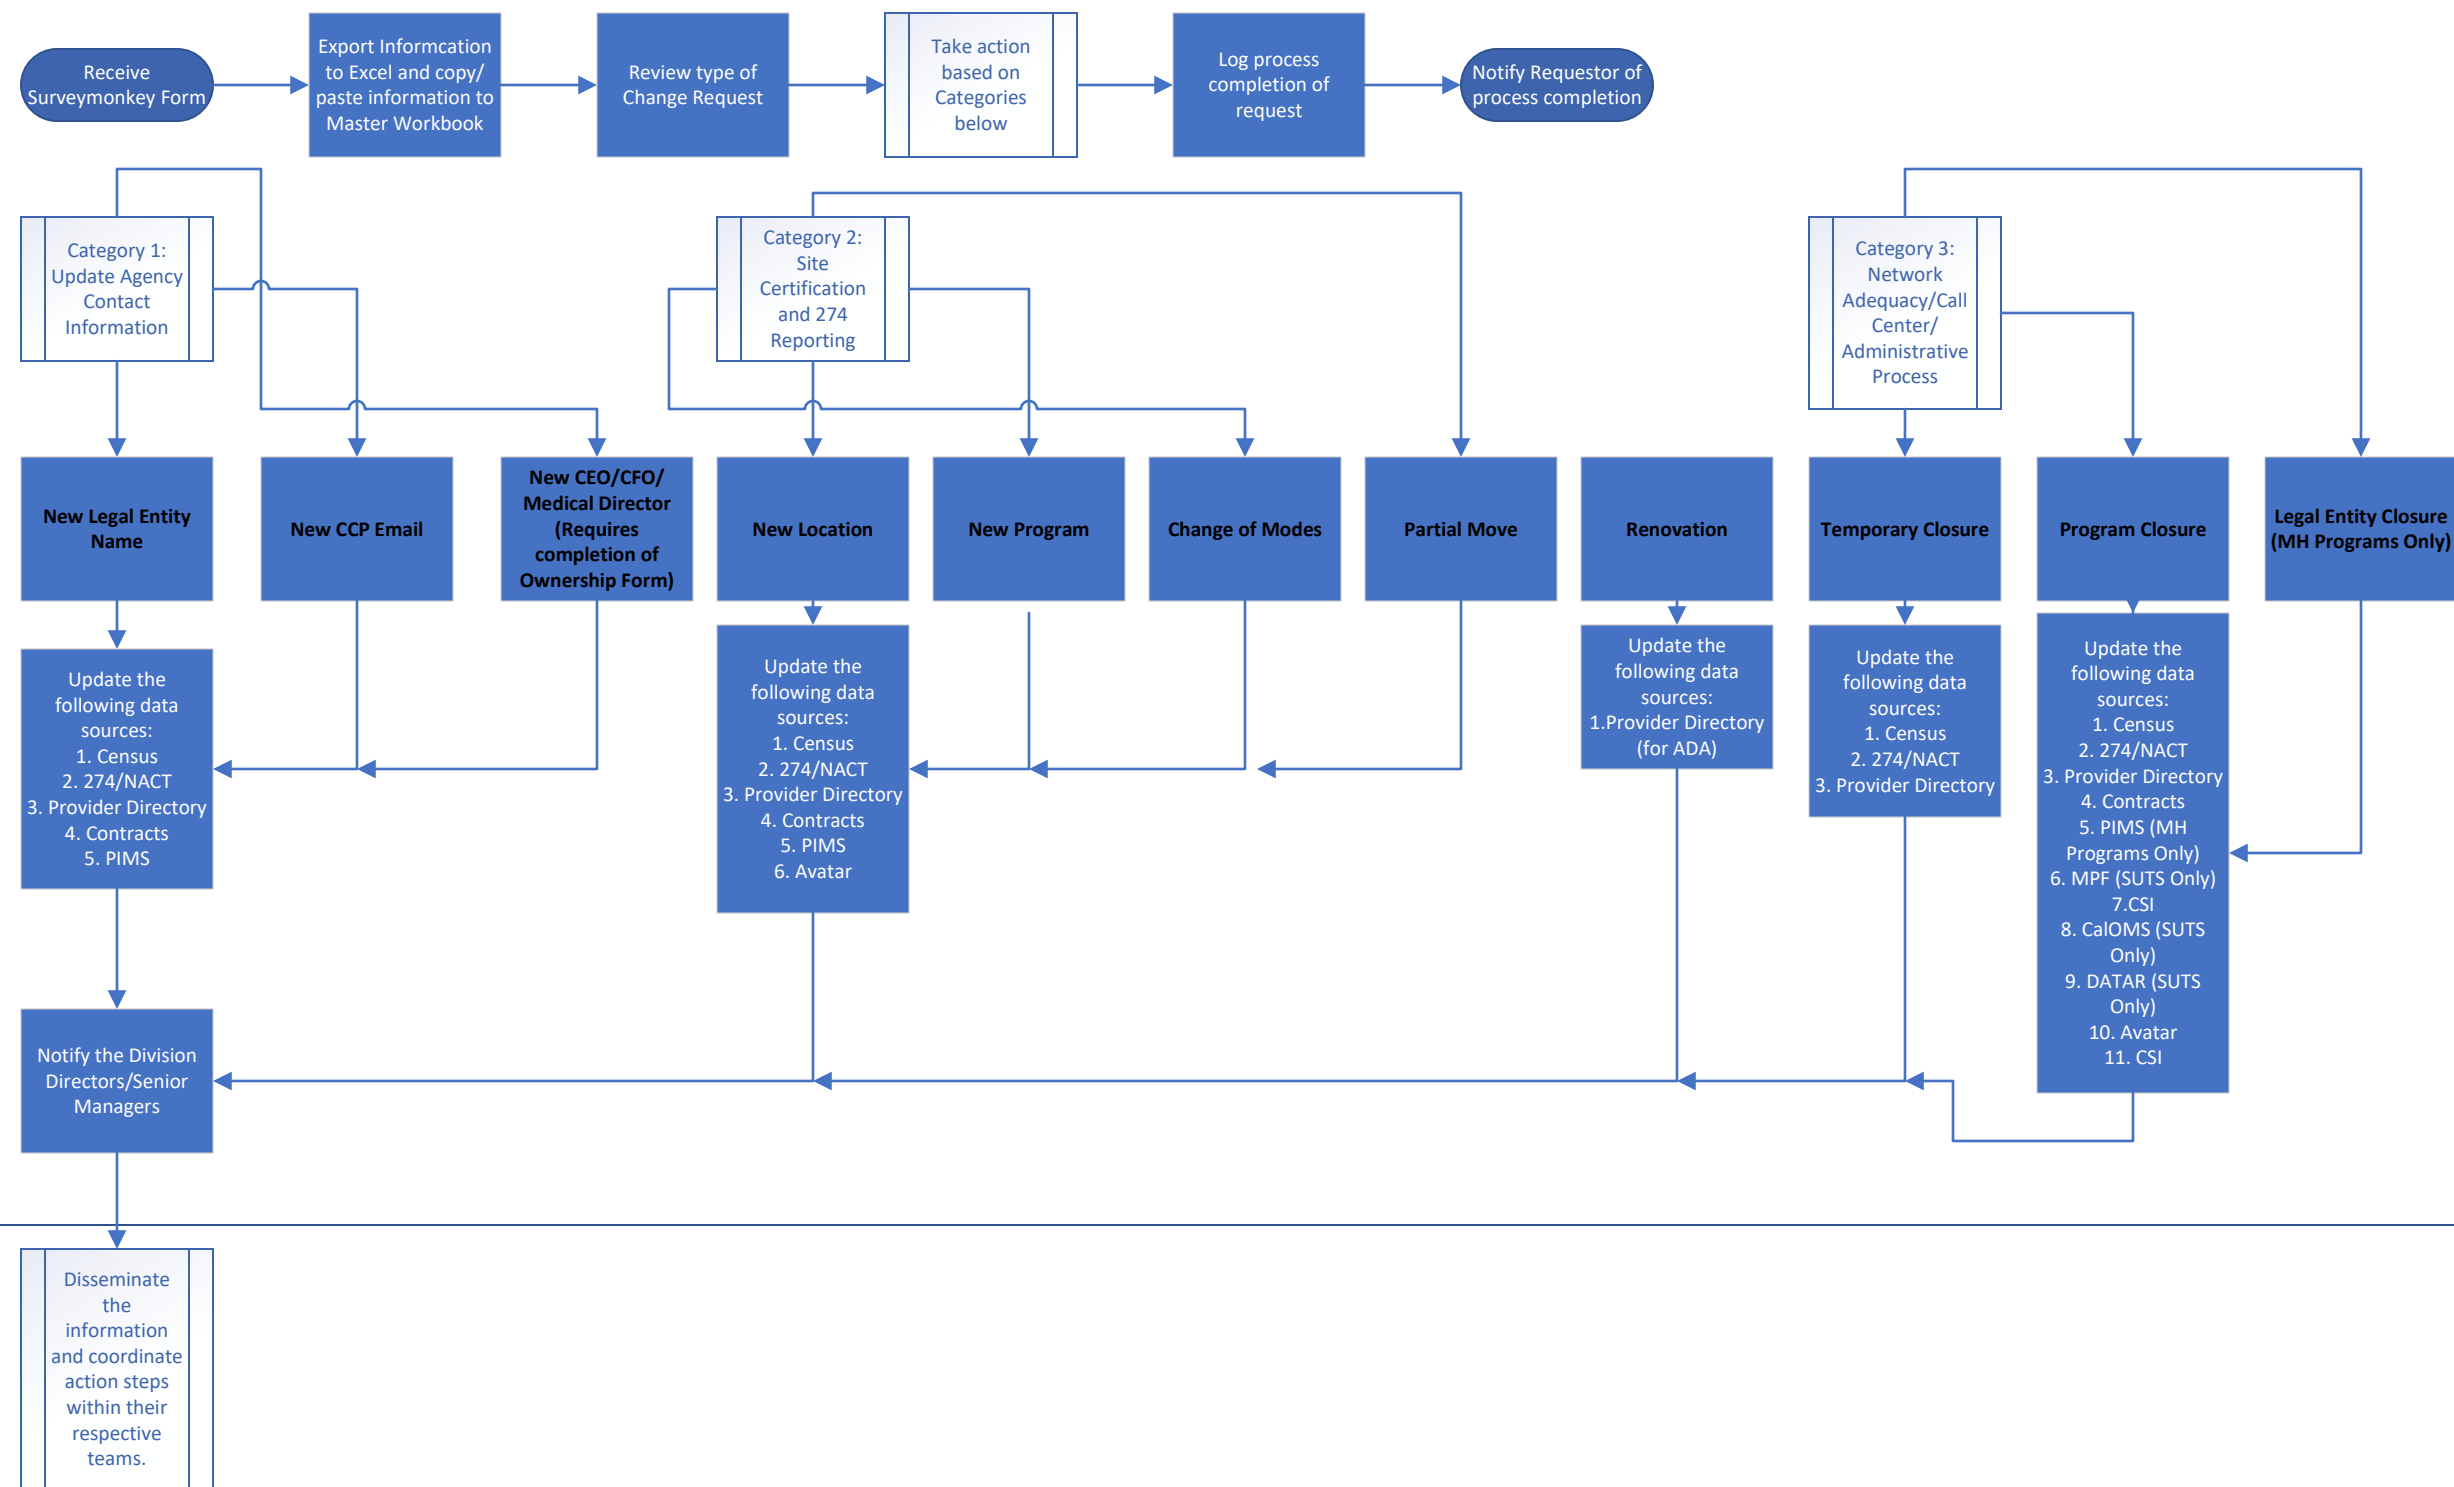 Receive
Surveymonkey Form
Export Informcation
to Excel and copy/
paste information to
Master Workbook
Review type of
Change Request
Take action
based on
Categories
below
Log process
completion of
request
Notify Requestor of
process completion
Category 1:
Update Agency
Contact
Information
Category 2:
Site
Certification
and 274
Reporting
Category 3:
Network
Adequacy/Call
Center/
Administrative
Process
New Legal Entity
Name
New CCP Email
New CEO/CFO/
Medical Director
(Requires
completion of
Ownership Form)
New Location
New Program
Change of Modes
Partial Move
Renovation
Temporary Closure
Program Closure
Legal Entity Closure
(MH Programs Only)
Update the
following data
sources:
1. Census
2. 274/NACT
3. Provider Directory
4. Contracts
5. PIMS
Update the
following data
sources:
1. Census
2. 274/NACT
3. Provider Directory
4. Contracts
5. PIMS
6. Avatar
Update the
following data
sources:
1.Provider Directory
(for ADA)
Update the
following data
sources:
1. Census
2. 274/NACT
3. Provider Directory
Update the
following data
sources:
1. Census
2. 274/NACT
3. Provider Directory
4. Contracts
5. PIMS (MH
Programs Only)
6. MPF (SUTS Only)
7.CSI
8. CalOMS (SUTS
Only)
9. DATAR (SUTS
Only)
10. Avatar
11. CSI
Notify the Division
Directors/Senior
Managers
Disseminate
the
information
and coordinate
action steps
within their
respective
teams.